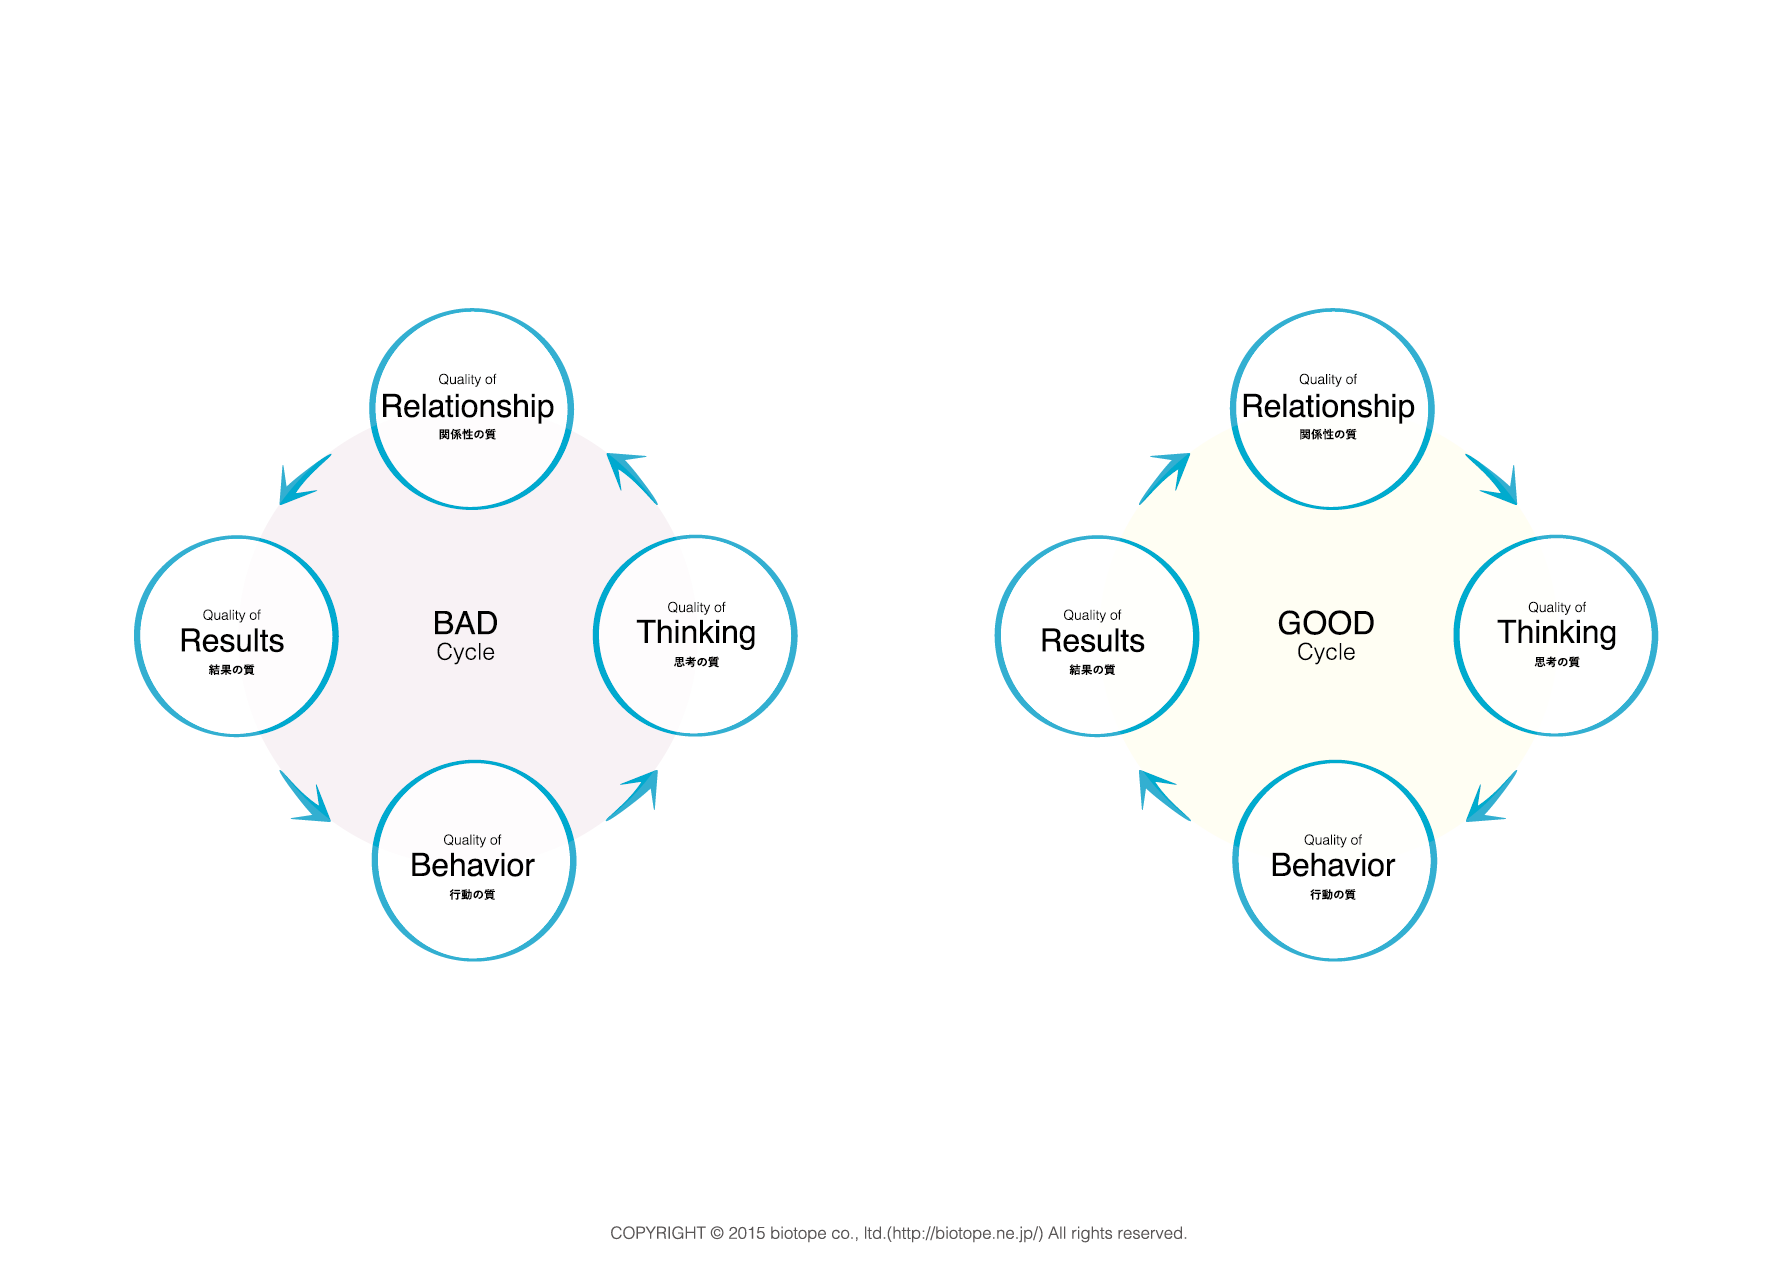 Quality of
Relationship
関係性の質
Quality of
Results
結果の質
BAD
Cycle
Quality of
Thinking
思考の質
Quality of
Behavior
行動の質
Quality of
Relationship
関係性の質
Quality of
Results
結果の質
GOOD
Cycle
Quality of
Thinking
思考の質
Quality of
Behavior
行動の質
COPYRIGHT © 2015 biotope co., ltd.(http://biotope.ne.jp/) All rights reserved.